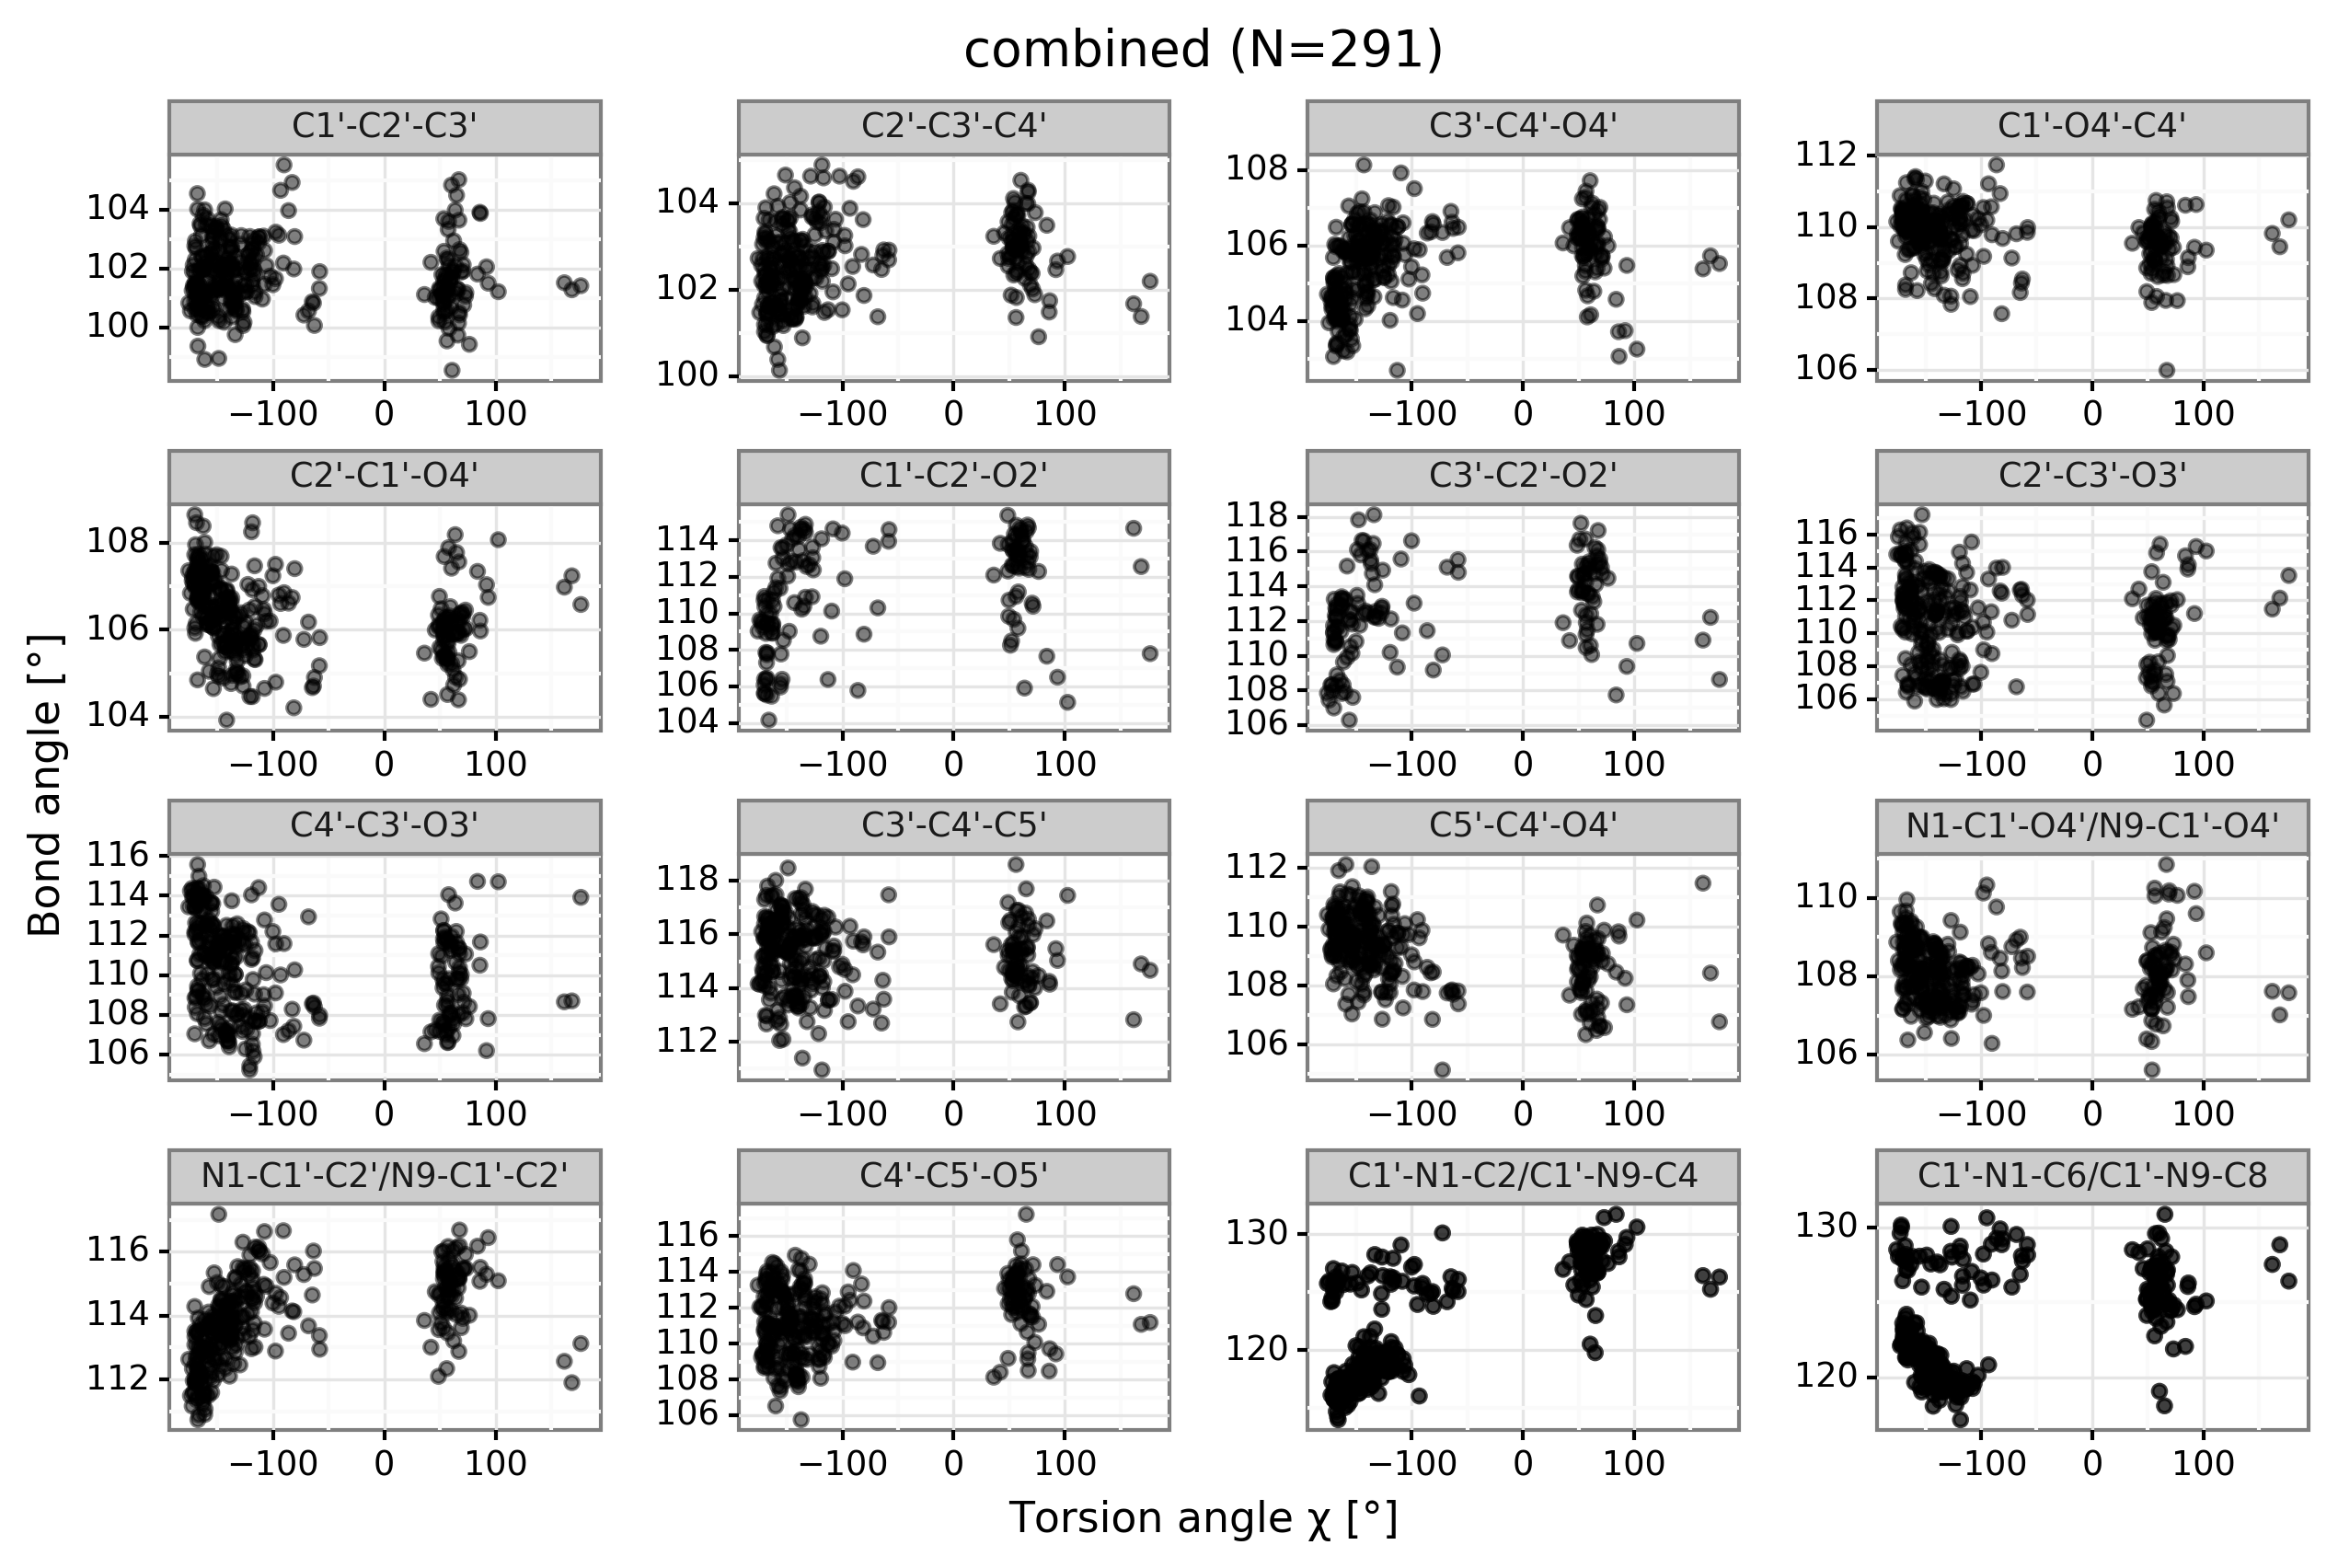 combined (N=291)
C1'-C2'-C3' C2'-C3'-C4' C3'-C4'-O4' C1'-O4'-C4'
104 102 100
104 102 100
108 106 104
112 110 108 106
−100 0 100 −100 0 100 −100 0 100 −100 0 100
C2'-C1'-O4' C1'-C2'-O2' C3'-C2'-O2' C2'-C3'-O3'
108 106 104
114 112 110 108 106 104
118 116 114 112 110 108 106
116 114 112 110 108 106
−100 0 100 −100 0 100 −100 0 100 −100 0 100
Bond angle [°]
C4'-C3'-O3' C3'-C4'-C5' C5'-C4'-O4' N1-C1'-O4'/N9-C1'-O4'
116 114 112 110 108 106
118 116 114 112
112 110 108 106
110 108 106
−100 0 100 −100 0 100 −100 0 100 −100 0 100
N1-C1'-C2'/N9-C1'-C2' C4'-C5'-O5' C1'-N1-C2/C1'-N9-C4 C1'-N1-C6/C1'-N9-C8
116 114 112
116 114 112 110 108 106
130 120
130 120
−100 0 100 −100 0 100 −100 0 100 −100 0 100
Torsion angle χ [°]